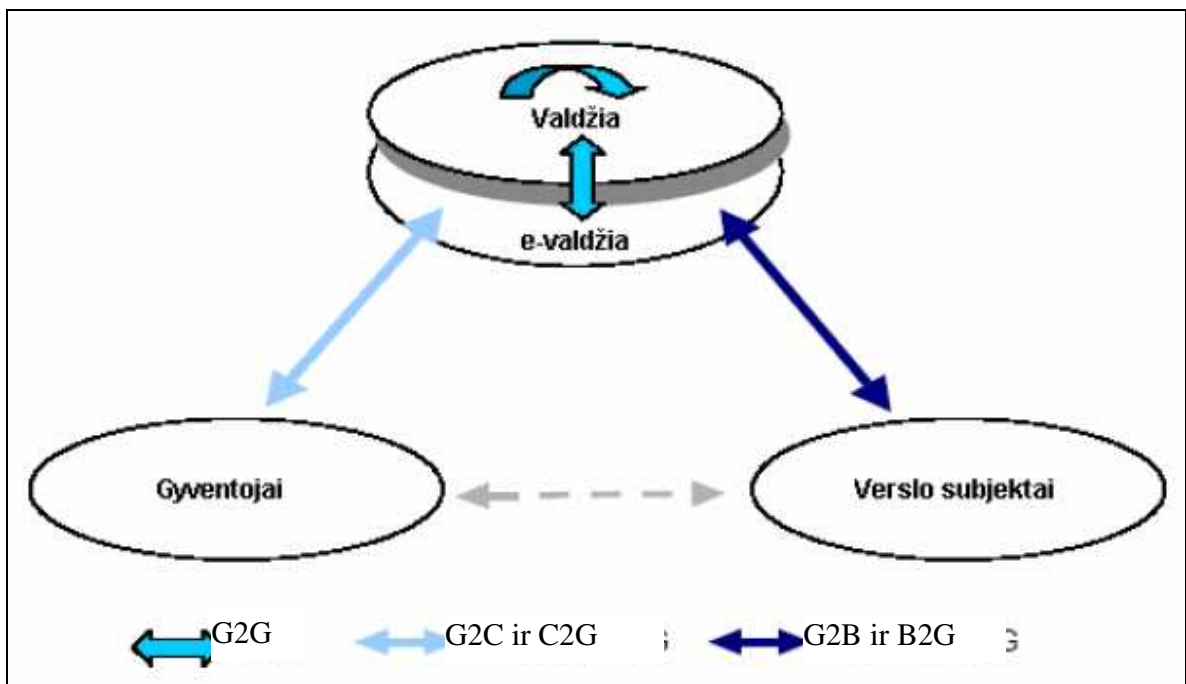 Valdžia
e-valdžia
Gyventojai
Verslo subjektai
G2G
G2C ir C2G
G2B ir B2G